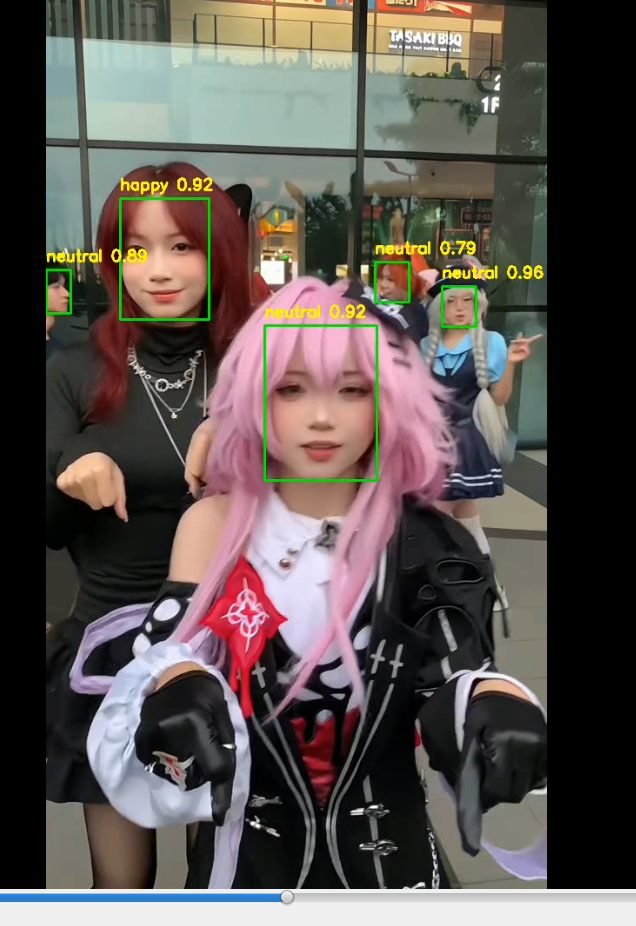 TASAKI BBQ
1F
happy 0.92
neutral 0.89
neutral 0.79
neutral 0.96
neutral 0.92